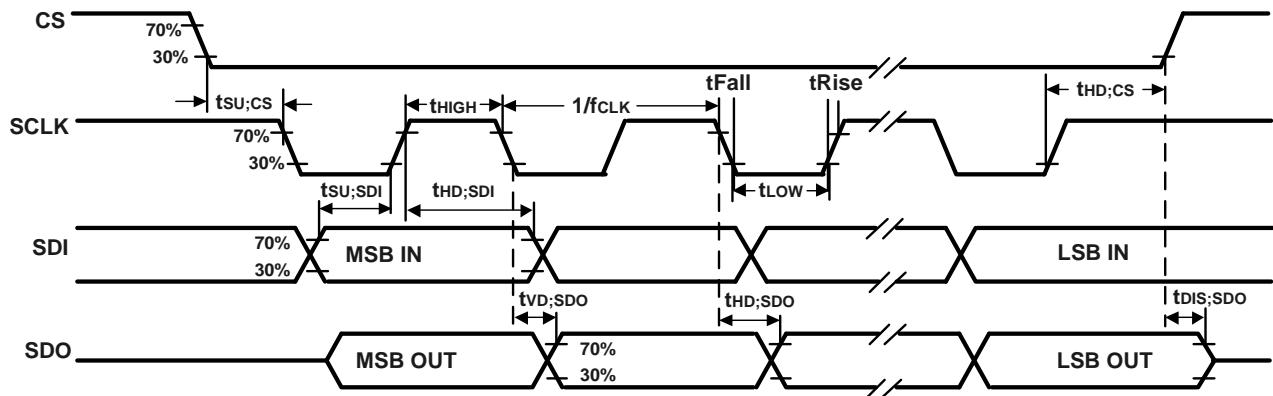 CS
70%
30%
tFall
tRise
tHD;CS
tSU;CS
tHIGH
1/fCLK
SCLK
70%
30%
tSU;SDI
tHD;SDI
tLOW
SDI
70%
30%
MSB IN
LSB IN
tVD;SDO
tHD;SDO
tDIS;SDO
SDO
MSB OUT
70%
30%
LSB OUT